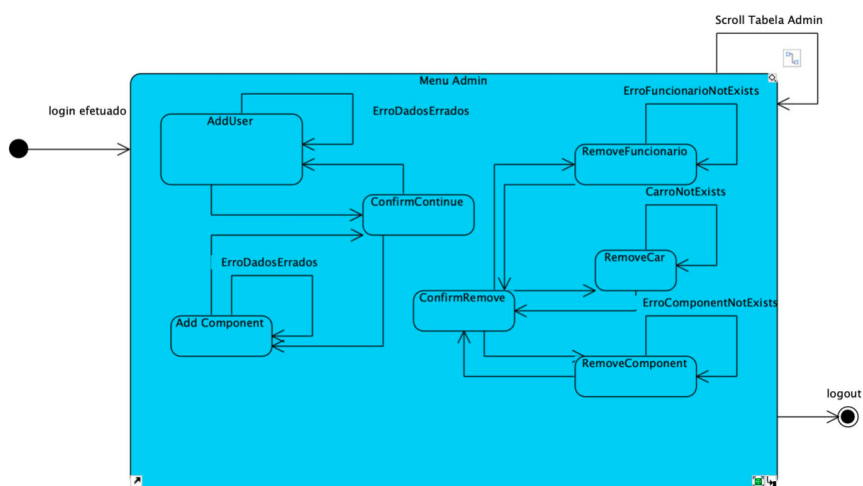 Scroll Tabela Admin
Menu Admin
login efetuado
AddUser
ErroDadosErrados
ErroFuncionarioNotExists
RemoveFuncionario
ConfirmContinue
CarroNotExists
RemoveCar
ErroDadosErrados
ConfirmRemove
ErroComponentNotExists
Add Component
RemoveComponent
logout